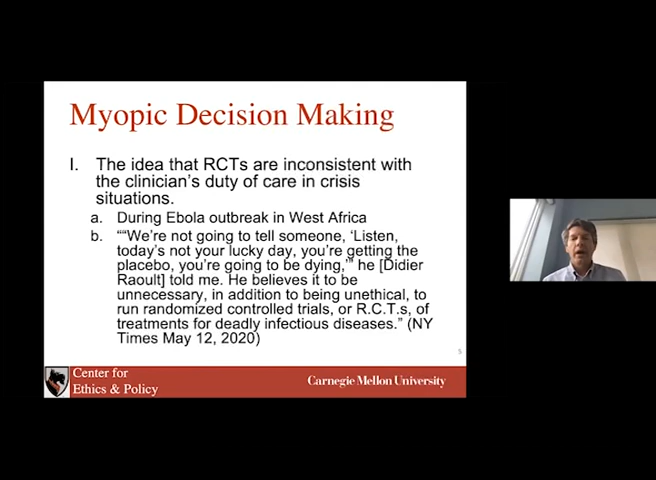 Myopic Decision Making
I. The idea that RCTs are inconsistent with
the clinician's duty of care in crisis
situations.
a. During Ebola outbreak in West Africa
b. ““We're not going to tell someone, ‘Listen,
today's not your lucky day, you're getting the
placebo, you're going to be dying,’” he [Didier
Raoult] told me. He believes it to be
unnecessary, in addition to being unethical, to
run randomized controlled trials, or R.C.T.s, of
treatments for deadly infectious diseases.” (NY
Times May 12, 2020)
5
Center for
Ethics & Policy
Carnegie Mellon University